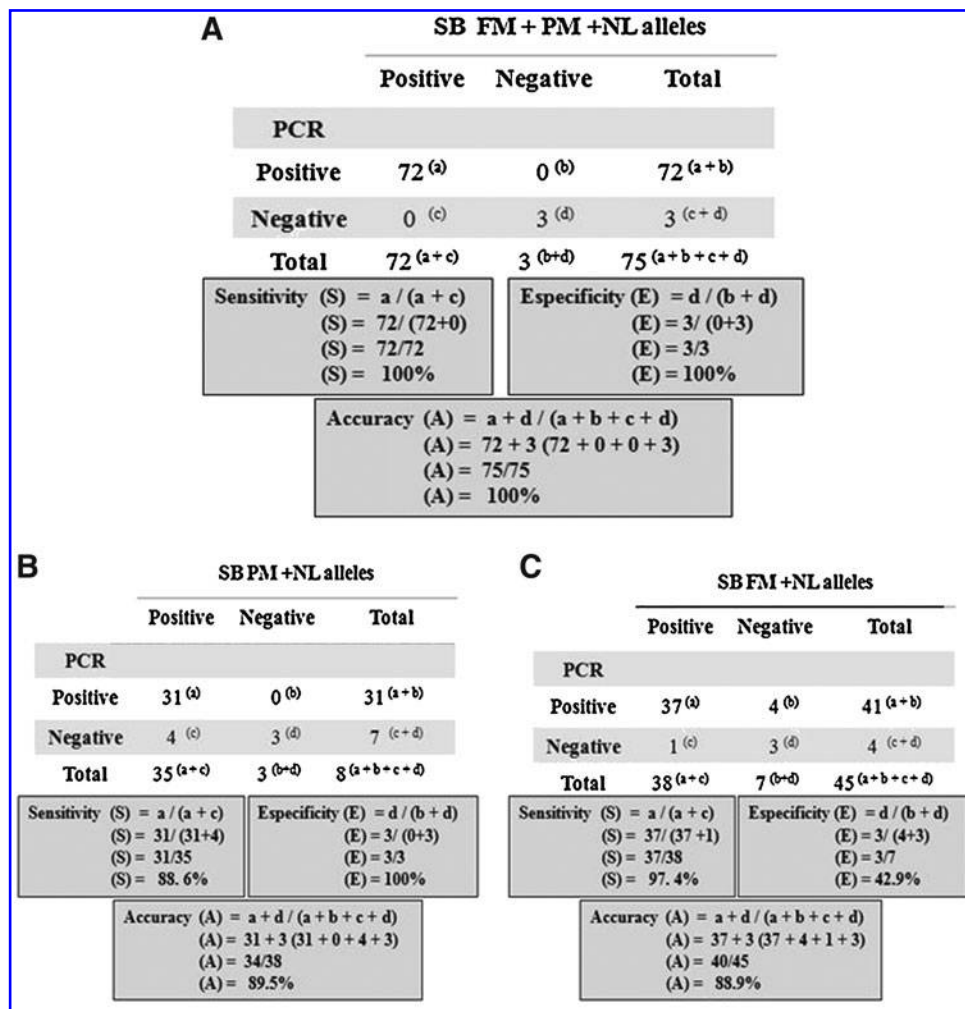 A
SB FM + PM +NL alleles
Positive Negative Total
PCR
Positive 72 (a) 0 (b) 72 (a + b)
Negative 0 (c) 3 (d) 3 (c + d)
Total 72 (a + c) 3 (b+d) 75 (a + b + c + d)
Sensitivity (S) = a / (a + c)
(S) = 72/ (72+0)
(S) = 72/72
(S) = 100%
Especificity (E) = d / (b + d)
(E) = 3/ (0+3)
(E) = 3/3
(E) = 100%
Accuracy (A) = a + d / (a + b + c + d)
(A) = 72 + 3 (72 + 0 + 0 + 3)
(A) = 75/75
(A) = 100%
B
SB PM +NL alleles
Positive Negative Total
PCR
Positive 31 (a) 0 (b) 31 (a + b)
Negative 4 (c) 3 (d) 7 (c + d)
Total 35 (a + c) 3 (b+d) 8 (a + b + c + d)
Sensitivity (S) = a / (a + c)
(S) = 31/ (31+4)
(S) = 31/35
(S) = 88. 6%
Especificity (E) = d / (b + d)
(E) = 3/ (0+3)
(E) = 3/3
(E) = 100%
Accuracy (A) = a + d / (a + b + c + d)
(A) = 31 + 3 (31 + 0 + 4 + 3)
(A) = 34/38
(A) = 89.5%
C
SB FM +NL alleles
Positive Negative Total
PCR
Positive 37 (a) 4 (b) 41 (a + b)
Negative 1 (c) 3 (d) 4 (c + d)
Total 38 (a + c) 7 (b+d) 45 (a + b + c + d)
Sensitivity (S) = a / (a + c)
(S) = 37/ (37 +1)
(S) = 37/38
(S) = 97. 4%
Especificity (E) = d / (b + d)
(E) = 3/ (4+3)
(E) = 3/7
(E) = 42.9%
Accuracy (A) = a + d / (a + b + c + d)
(A) = 37 + 3 (37 + 4 + 1 + 3)
(A) = 40/45
(A) = 88.9%